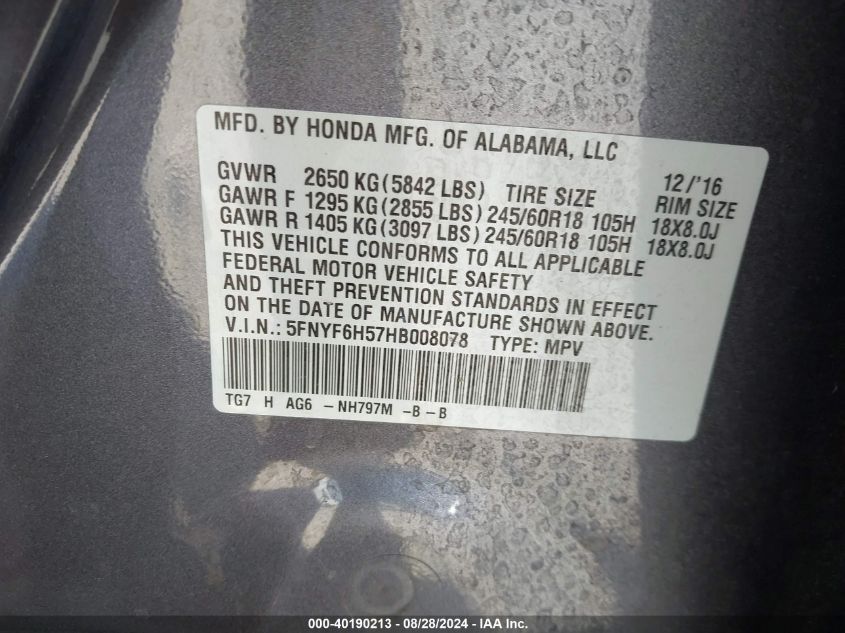 MFD. BY HONDA MFG. OF ALABAMA, LLC
GVWR 2650 KG(5842 LBS) TIRE SIZE 12/'16 RIM SIZE
GAWR F 1295 KG(2855 LBS) 245/60R18 105H 18X8.0J
GAWR R 1405 KG(3097 LBS) 245/60R18 105H 18X8.0J
THIS VEHICLE CONFORMS TO ALL APPLICABLE
FEDERAL MOTOR VEHICLE SAFETY
AND THEFT PREVENTION STANDARDS IN EFFECT
ON THE DATE OF MANUFACTURE SHOWN ABOVE.
V.I.N.: 5FNYF6H57HB008078 TYPE: MPV
TG7 H AG6 -NH797M -B-B
000-40190213 - 08/28/2024 - IAA Inc.